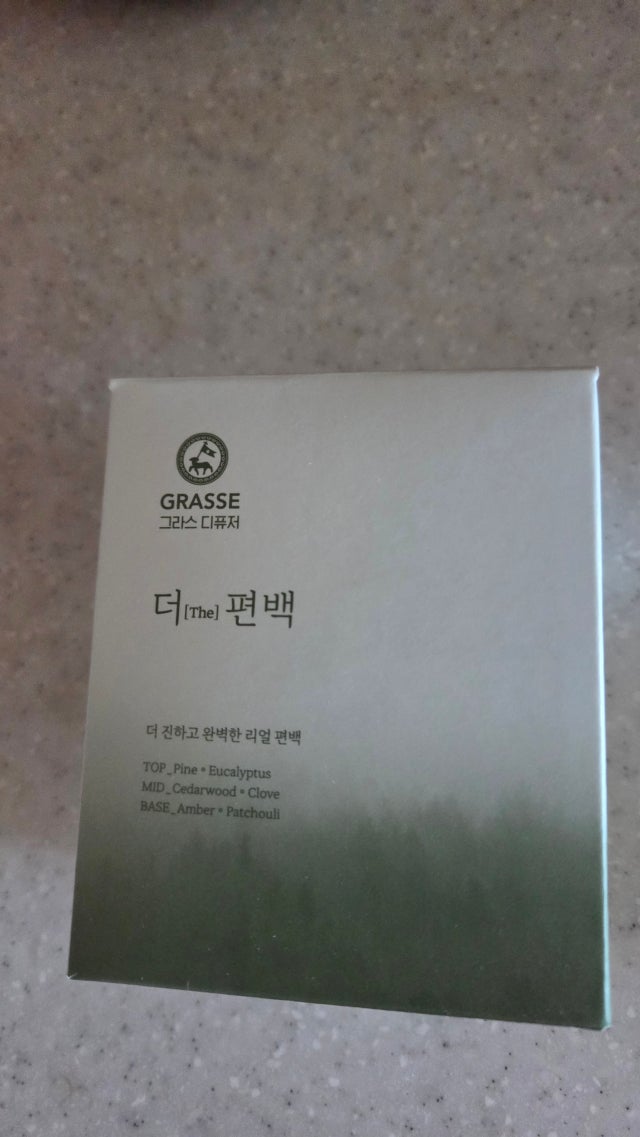 GRASSE
그라스 디퓨저
더[The] 편백
더 진하고 완벽한 리얼 편백
TOP_Pine • Eucalyptus
MID_Cedarwood • Clove
BASE_Amber • Patchouli